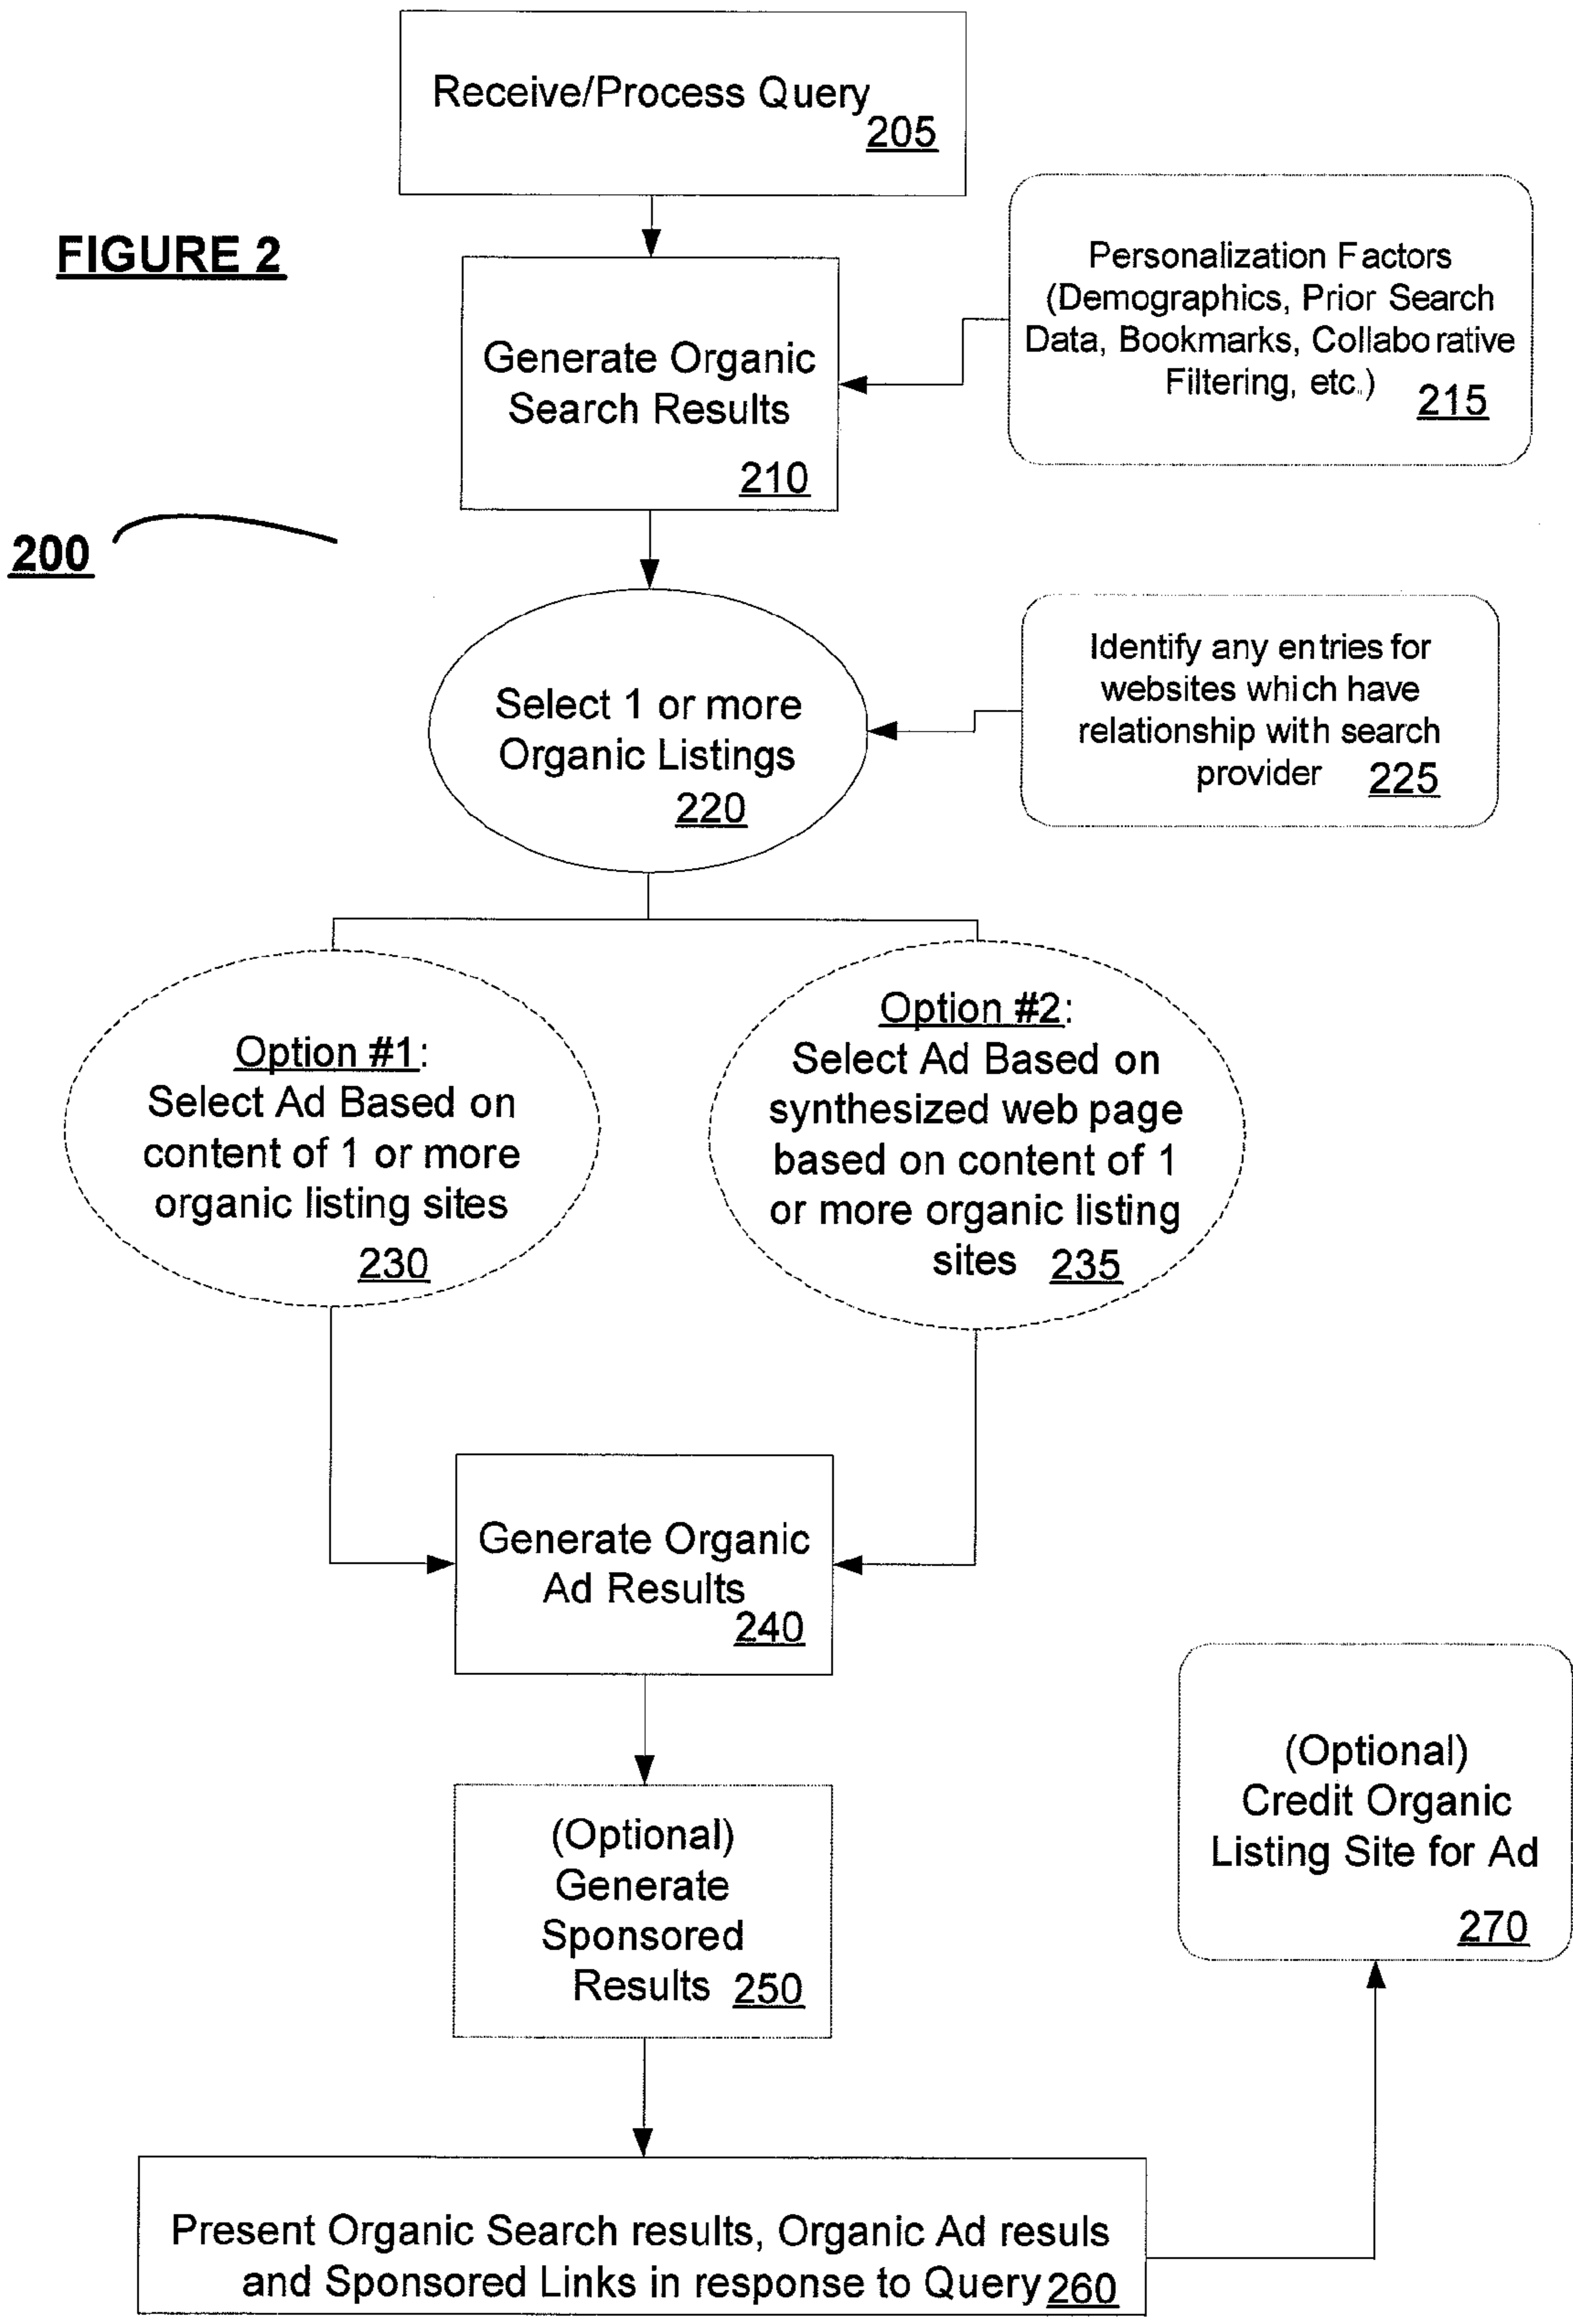 Receive/Process Query
205
FIGURE 2
Personalization Factors
(Demographics, Prior Search
Data, Bookmarks, Collaborative
Filtering, etc.)
215
Generate Organic
Search Results
210
200
Identify any entries for
websites which have
relationship with search
provider 225
Select 1 or more
Organic Listings
220
Option #1:
Select Ad Based on
content of 1 or more
organic listing sites
230
Option #2:
Select Ad Based on
synthesized web page
based on content of 1
or more organic listing
sites 235
Generate Organic
Ad Results
240
(Optional)
Generate
Sponsored
Results 250
(Optional)
Credit Organic
Listing Site for Ad
270
Present Organic Search results, Organic Ad resuls
and Sponsored Links in response to Query 260